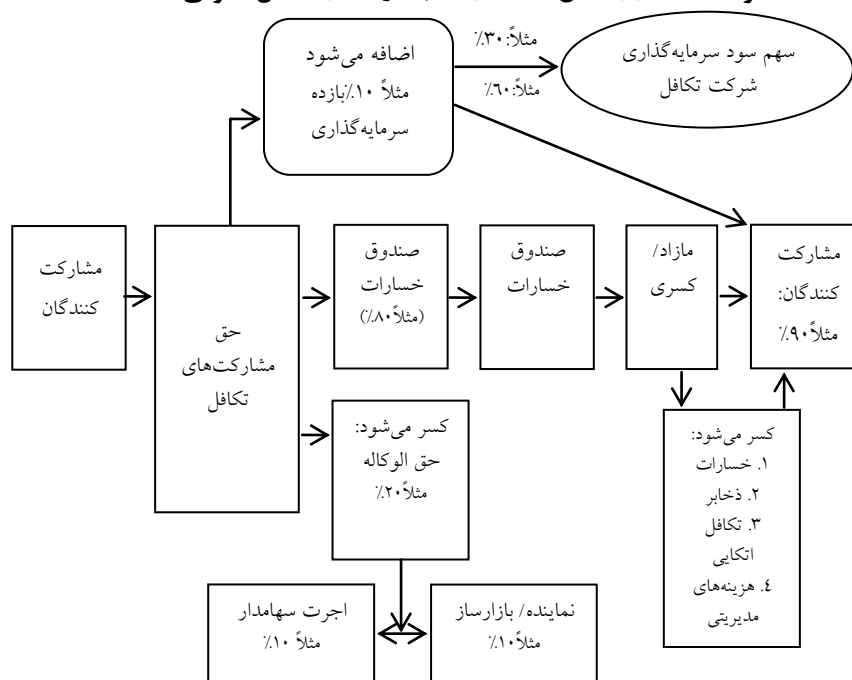 اضافه می‌شود
مثلاً ۱۰٪ بازده
سرمایه‌گذاری
مثلاً: ۳۰٪
مثلاً: ۶۰٪
سهم سود سرمایه‌گذاری
شرکت تکافل
مشارکت
کنندگان
حق
مشارکت‌های
تکافل
صندوق
خسارات
(مثلاً ۸۰٪)
صندوق
خسارات
مازاد/
کسری
مشارکت
کنندگان:
مثلاً ۹۰٪
کسر می‌شود:
حق الوکاله
مثلاً ۲۰٪
کسر می‌شود:
۱. خسارات
۲. ذخابر
۳. تکافل
اتکایی
۴. هزینه‌های
مدیریتی
اجرت سهامدار
مثلاً ۱۰٪
نماینده/ بازارساز
مثلاً ۱۰٪